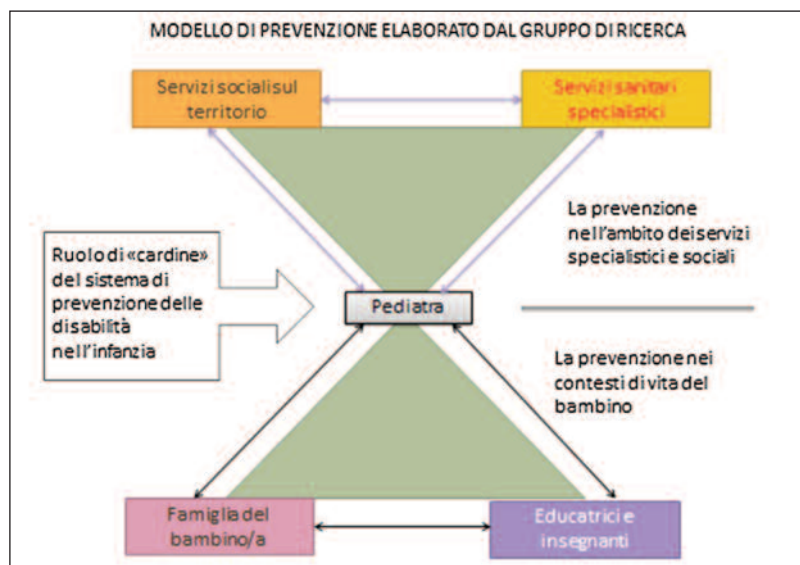 MODELLO DI PREVENZIONE ELABORATO DAL GRUPPO DI RICERCA
Servizi sociali sul
territorio
Servizi sanitari
specialistici
La prevenzione
nell'ambito dei servizi
specialistici e sociali
Ruolo di «cardine»
del sistema di
prevenzione delle
disabilità
nell'infanzia
Pediatra
La prevenzione nei
contesti di vita del
bambino
Famiglia del
bambino/a
Educatrici e
insegnanti